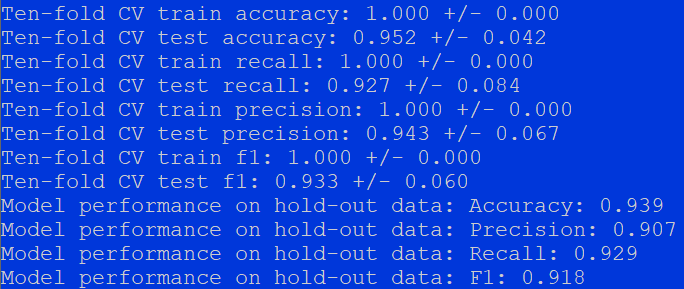 Ten-fold CV train accuracy: 1.000 +/- 0.000
Ten-fold CV test accuracy: 0.952 +/- 0.042
Ten-fold CV train recall: 1.000 +/- 0.000
Ten-fold CV test recall: 0.927 +/- 0.084
Ten-fold CV train precision: 1.000 +/- 0.000
Ten-fold CV test precision: 0.943 +/- 0.067
Ten-fold CV train f1: 1.000 +/- 0.000
Ten-fold CV test f1: 0.933 +/- 0.060
Model performance on hold-out data: Accuracy: 0.939
Model performance on hold-out data: Precision: 0.907
Model performance on hold-out data: Recall: 0.929
Model performance on hold-out data: F1: 0.918